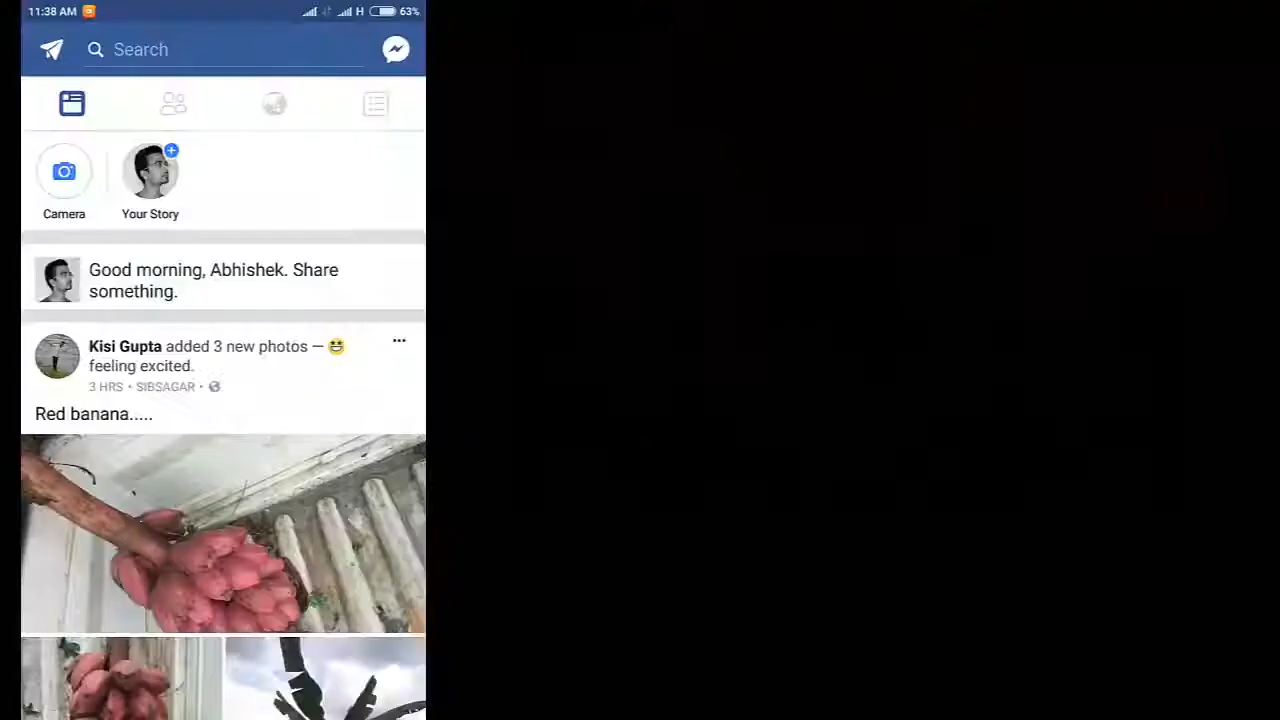 11:38 AM H 63%
Search
Camera Your Story
Good morning, Abhishek. Share
something.
Kisi Gupta added 3 new photos —
feeling excited.
3 HRS • SIBSAGAR •
Red banana.....